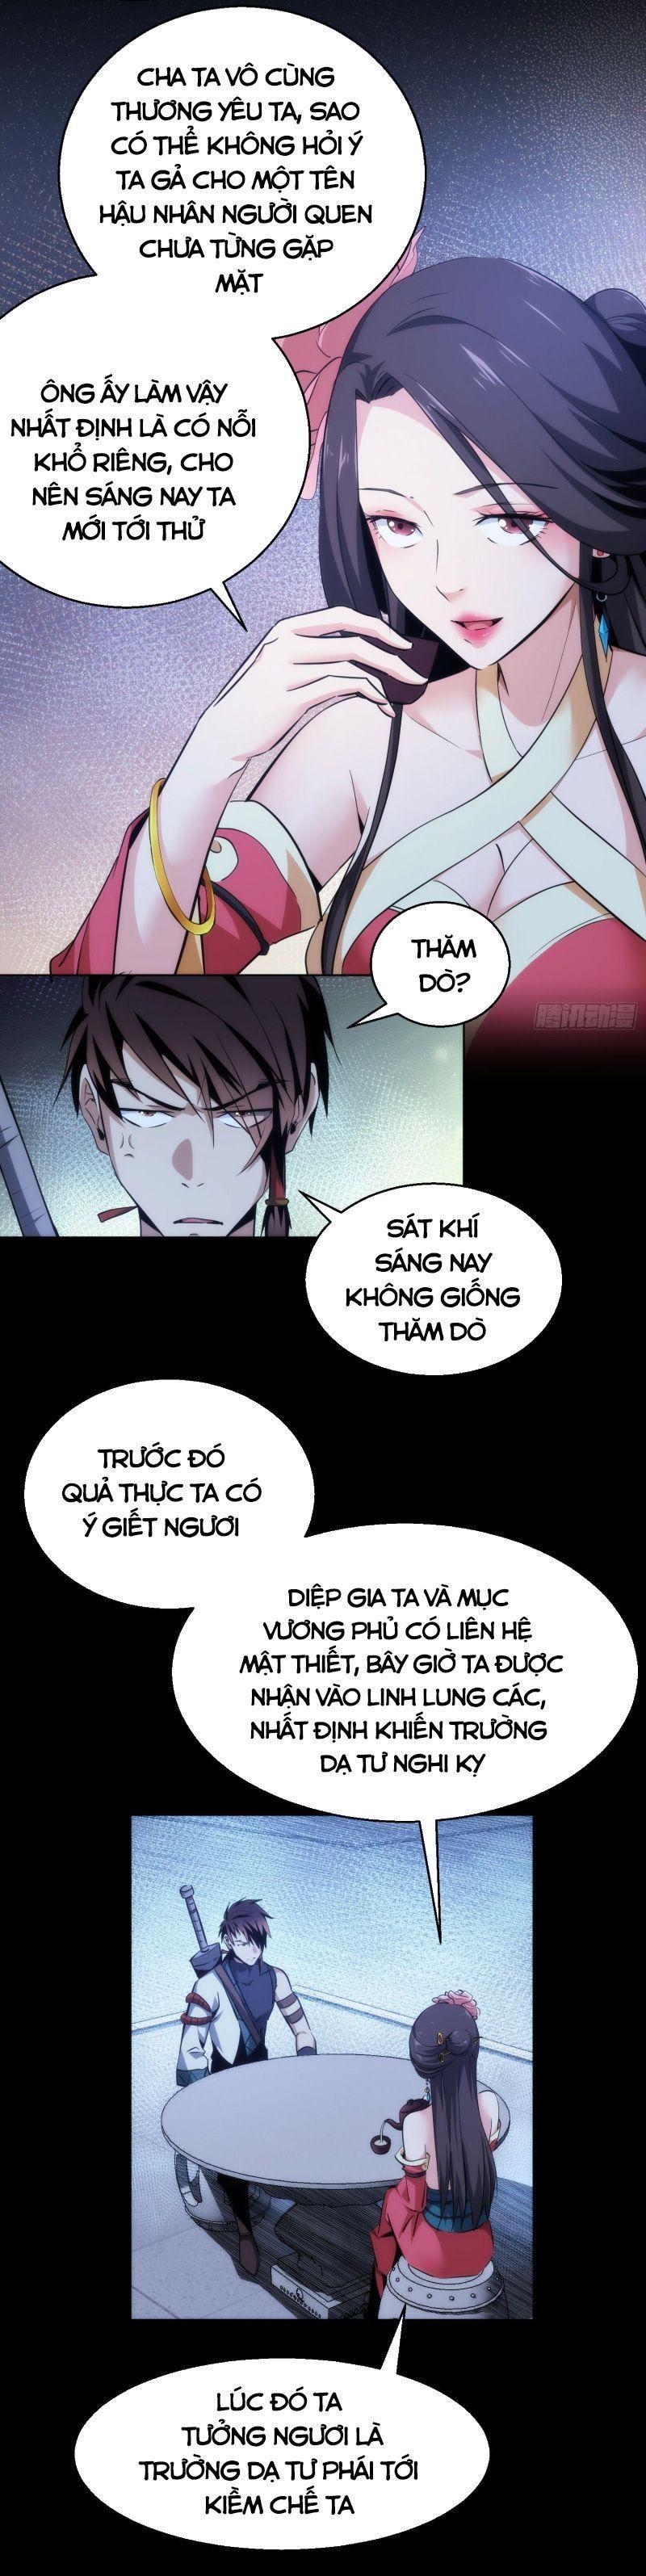 CHA TA VÔ CÙNG
THƯƠNG YÊU TA, SAO
CÓ THỂ KHÔNG HỎI Ý
TA GẢ CHO MỘT TÊN
HẬU NHÂN NGƯỜI QUEN
CHƯA TỪNG GẶP
MẶT
ÔNG ẤY LÀM VẬY
NHẤT ĐỊNH LÀ CÓ NỖI
KHỔ RIÊNG, CHO
NÊN SÁNG NAY TA
MỚI TỚI THỬ
THĂM
DÒ?
腾讯动漫
SÁT KHÍ
SÁNG NAY
KHÔNG GIỐNG
THĂM DÒ
TRƯỚC ĐÓ
QUẢ THỰC TA CÓ
Ý GIẾT NGƯƠI
DIỆP GIA TA VÀ MỤC
VƯƠNG PHỦ CÓ LIÊN HỆ
MẬT THIẾT, BÂY GIỜ TA ĐƯỢC
NHẬN VÀO LINH LUNG CÁC,
NHẤT ĐỊNH KHIẾN TRƯỜNG
DẠ TƯ NGHI KỴ
LÚC ĐÓ TA
TƯỞNG NGƯƠI LÀ
TRƯỜNG DẠ TƯ PHÁI TỚI
KIỀM CHẾ TA